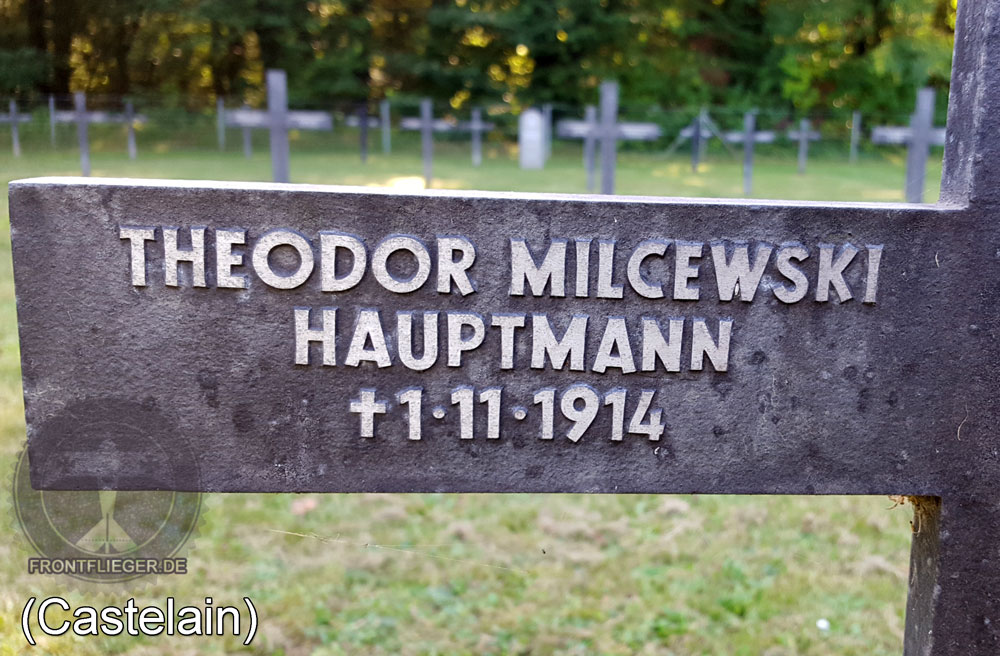 THEODOR MILCEWSKI
HAUPTMANN
✝1·11·1914
FRONTFLIEGER.DE
(Castelain)